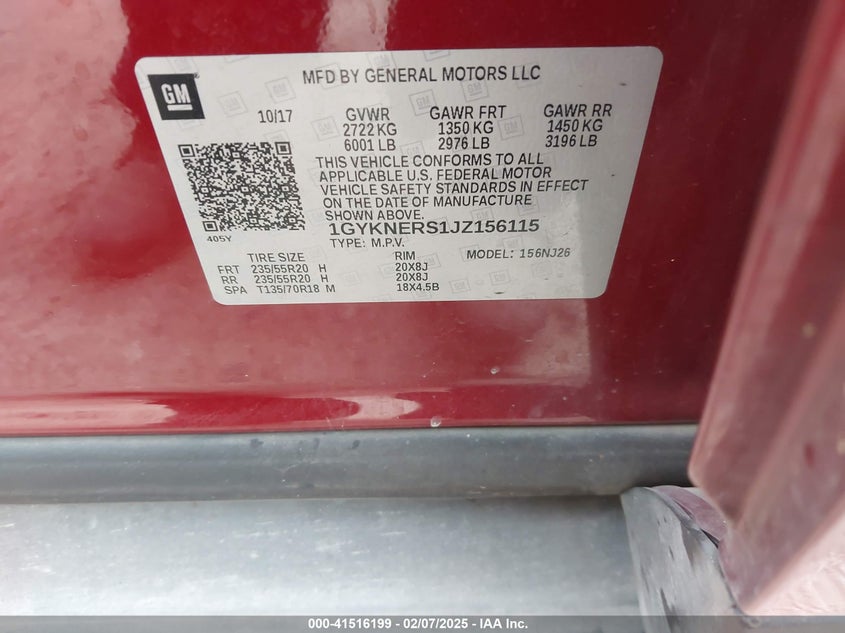 GM
MFD BY GENERAL MOTORS LLC
10/17 GVWR GAWR FRT GAWR RR
2722 KG 1350 KG 1450 KG
6001 LB 2976 LB 3196 LB
THIS VEHICLE CONFORMS TO ALL
APPLICABLE U.S. FEDERAL MOTOR
VEHICLE SAFETY STANDARDS IN EFFECT
ON THE DATE OF MANUFACTURE
SHOWN ABOVE.
405Y
1GYKNERS1JZ156115
TYPE: M.P.V. MODEL: 156NJ26
TIRE SIZE RIM
FRT 235/55R20 H 20X8J
RR 235/55R20 H 20X8J
SPA T135/70R18 M 18X4.5B
000-41516199 — 02/07/2025 — IAA Inc.